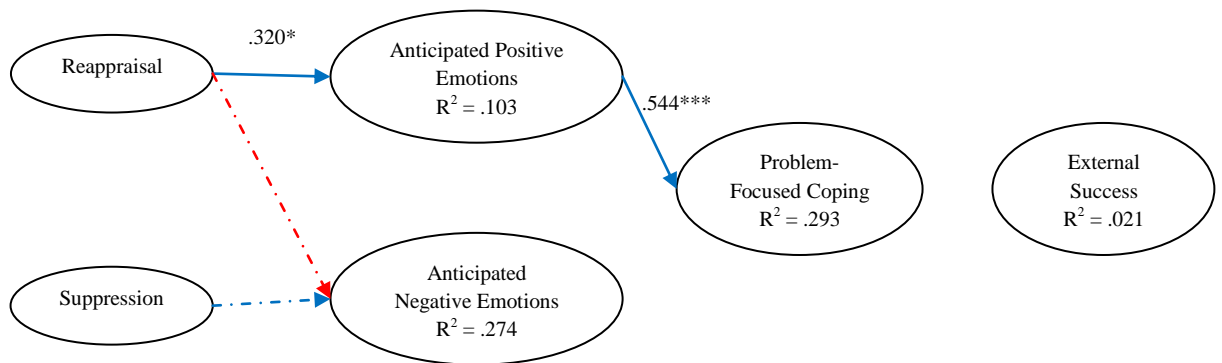 .320*
Reappraisal
Anticipated Positive
Emotions
R² = .103
.544***
Problem-
Focused Coping
R² = .293
External
Success
R² = .021
Suppression
Anticipated
Negative Emotions
R² = .274